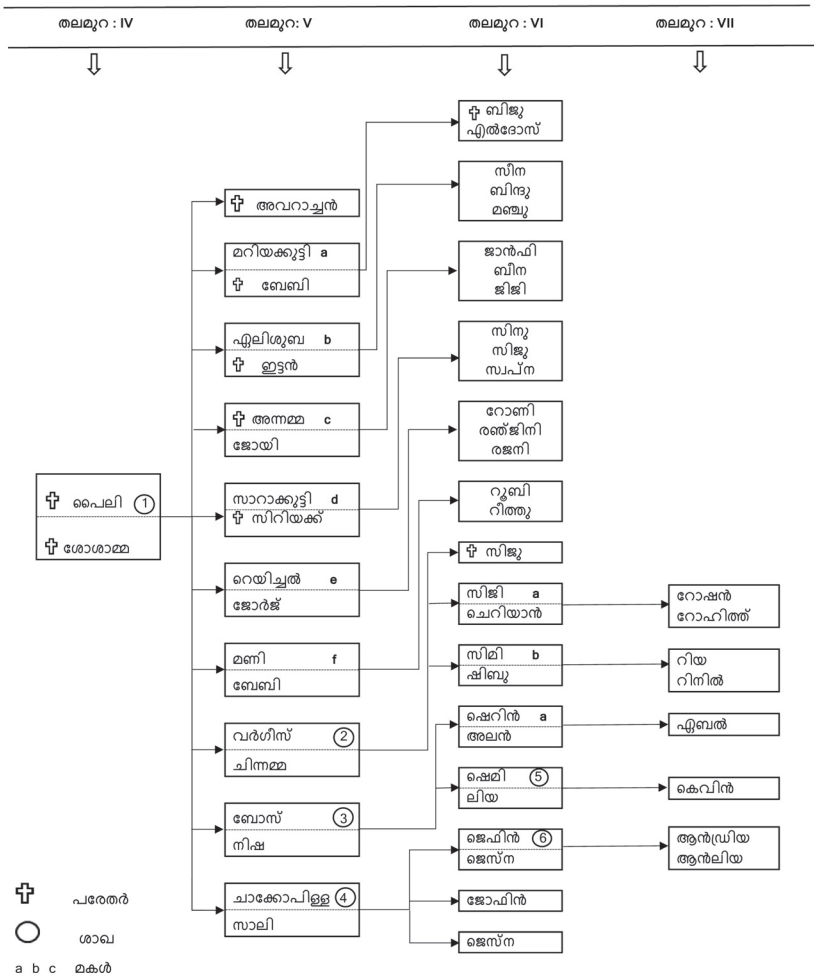 തലമുറ : IV
തലമുറ: V
തലമുറ : VI
തലമുറ : VII
പൈലി 1
ശോശാമ്മ
അവറാച്ചൻ
മറിയക്കുട്ടി a
ബേബി
ഏലിശുബ b
ഇട്ടൻ
അന്നമ്മ c
ജോയി
സാറാക്കുട്ടി d
സിറിയക്ക്
റെയിച്ചൽ e
ജോർജ്
മണി f
ബേബി
വർഗീസ് 2
ചിന്നമ്മ
ബോസ് 3
നിഷ
ചാക്കോപിള്ള 4
സാലി
ബിജു
എൽദോസ്
സീന
ബിന്ദു
മഞ്ചു
ജാൻഫി
ബീന
ജിജി
സിനു
സിജു
സ്വപ്ന
റോണി
രഞ്ജിനി
രജനി
റൂബി
റീത്തു
സിജു
സിജി a
ചെറിയാൻ
സിമി b
ഷിബു
ഷെറിൻ a
അലൻ
ഷെമി 5
ലിയ
ജെഫിൻ 6
ജെസ്ന
ജോഫിൻ
ജെസ്ന
റോഷൻ
റോഹിത്ത്
റിയ
റിനിൽ
ഏബൽ
കെവിൻ
ആൻഡ്രിയ
ആൻലിയ
പരേതർ
ശാഖ
a b c മകൾ